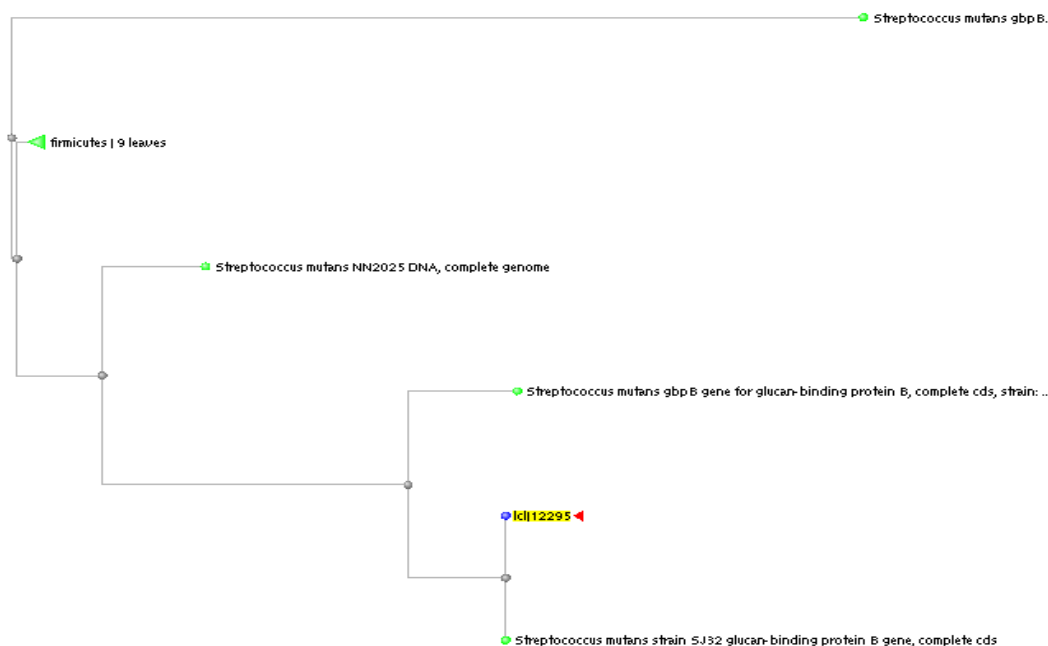 Streptococcus mutans gbpB.
firmicutes | 9 leaves
Streptococcus mutans NN2025 DNA, complete genome
Streptococcus mutans gbpB gene for glucan-binding protein B, complete cds, strain: ..
lcl|12295
Streptococcus mutans strain SJ32 glucan-binding protein B gene, complete cds